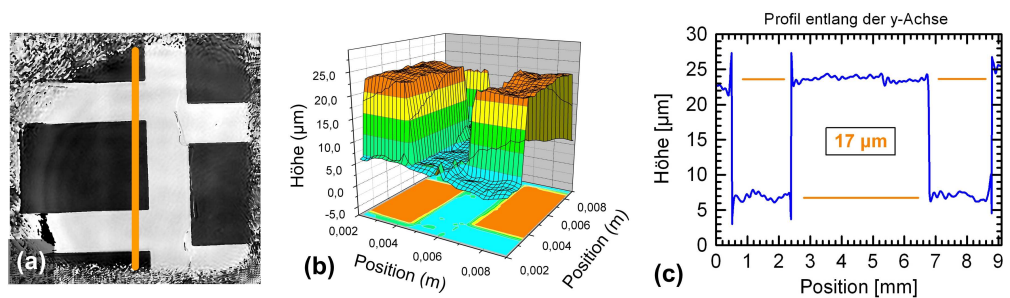 (a)
Höhe (µm)
25,0
20,0
15,0
10,0
5,0
0,0
-5,0
0,002
0,004
0,006
0,008
Position (m)
0,002
0,004
0,006
0,008
Position (m)
(b)
Profil entlang der y-Achse
Höhe [µm]
30
25
20
15
10
5
0
17 µm
0 1 2 3 4 5 6 7 8 9
Position [mm]
(c)